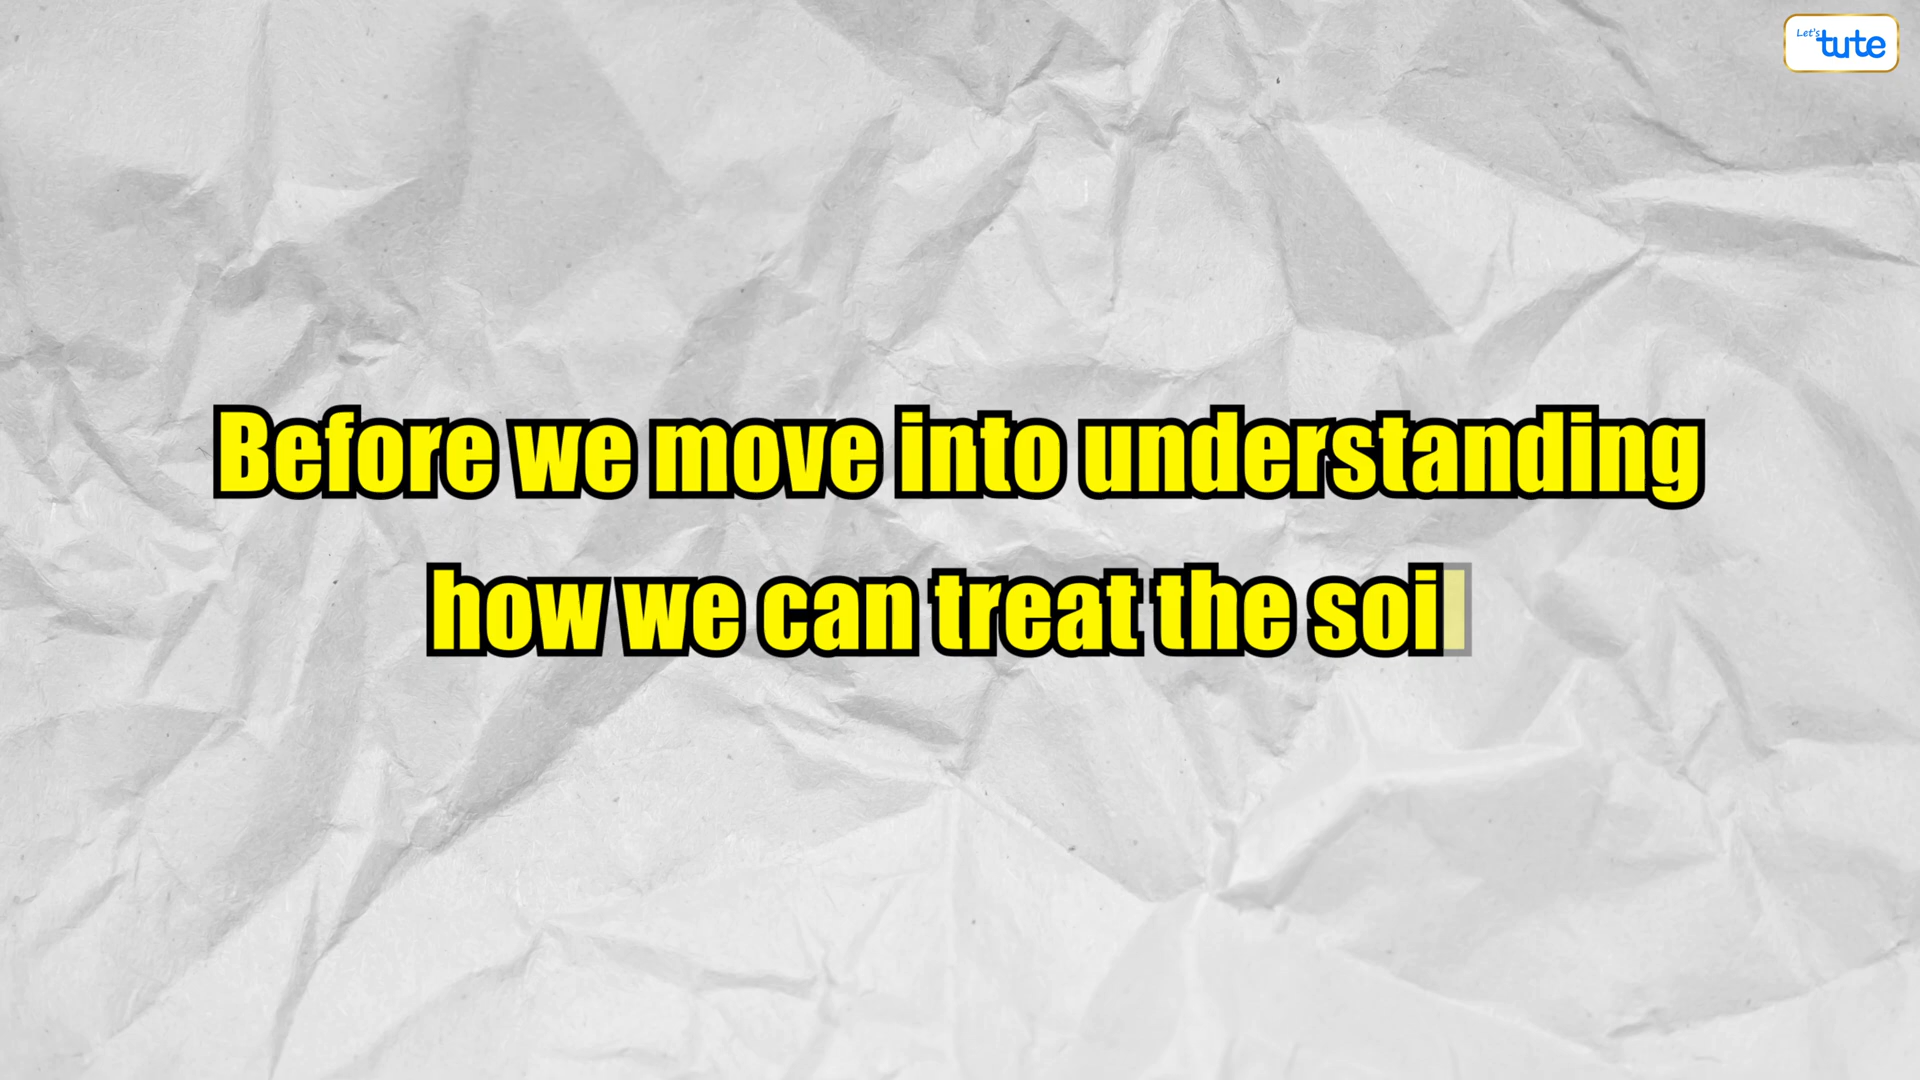 Let's
tute
Before we move into understanding
how we can treat the soil